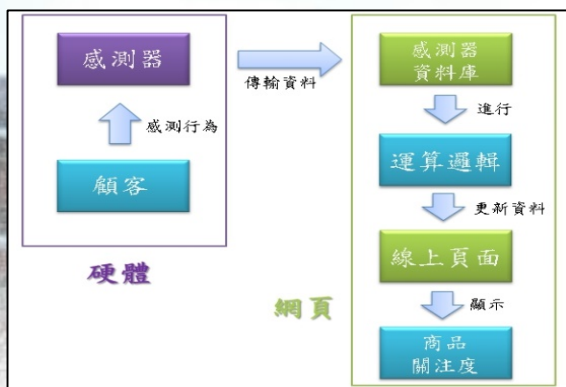 感測器
感測行為
顧客
硬體
傳輸資料
感測器
資料庫
進行
運算邏輯
更新資料
線上頁面
顯示
商品
關注度
網頁